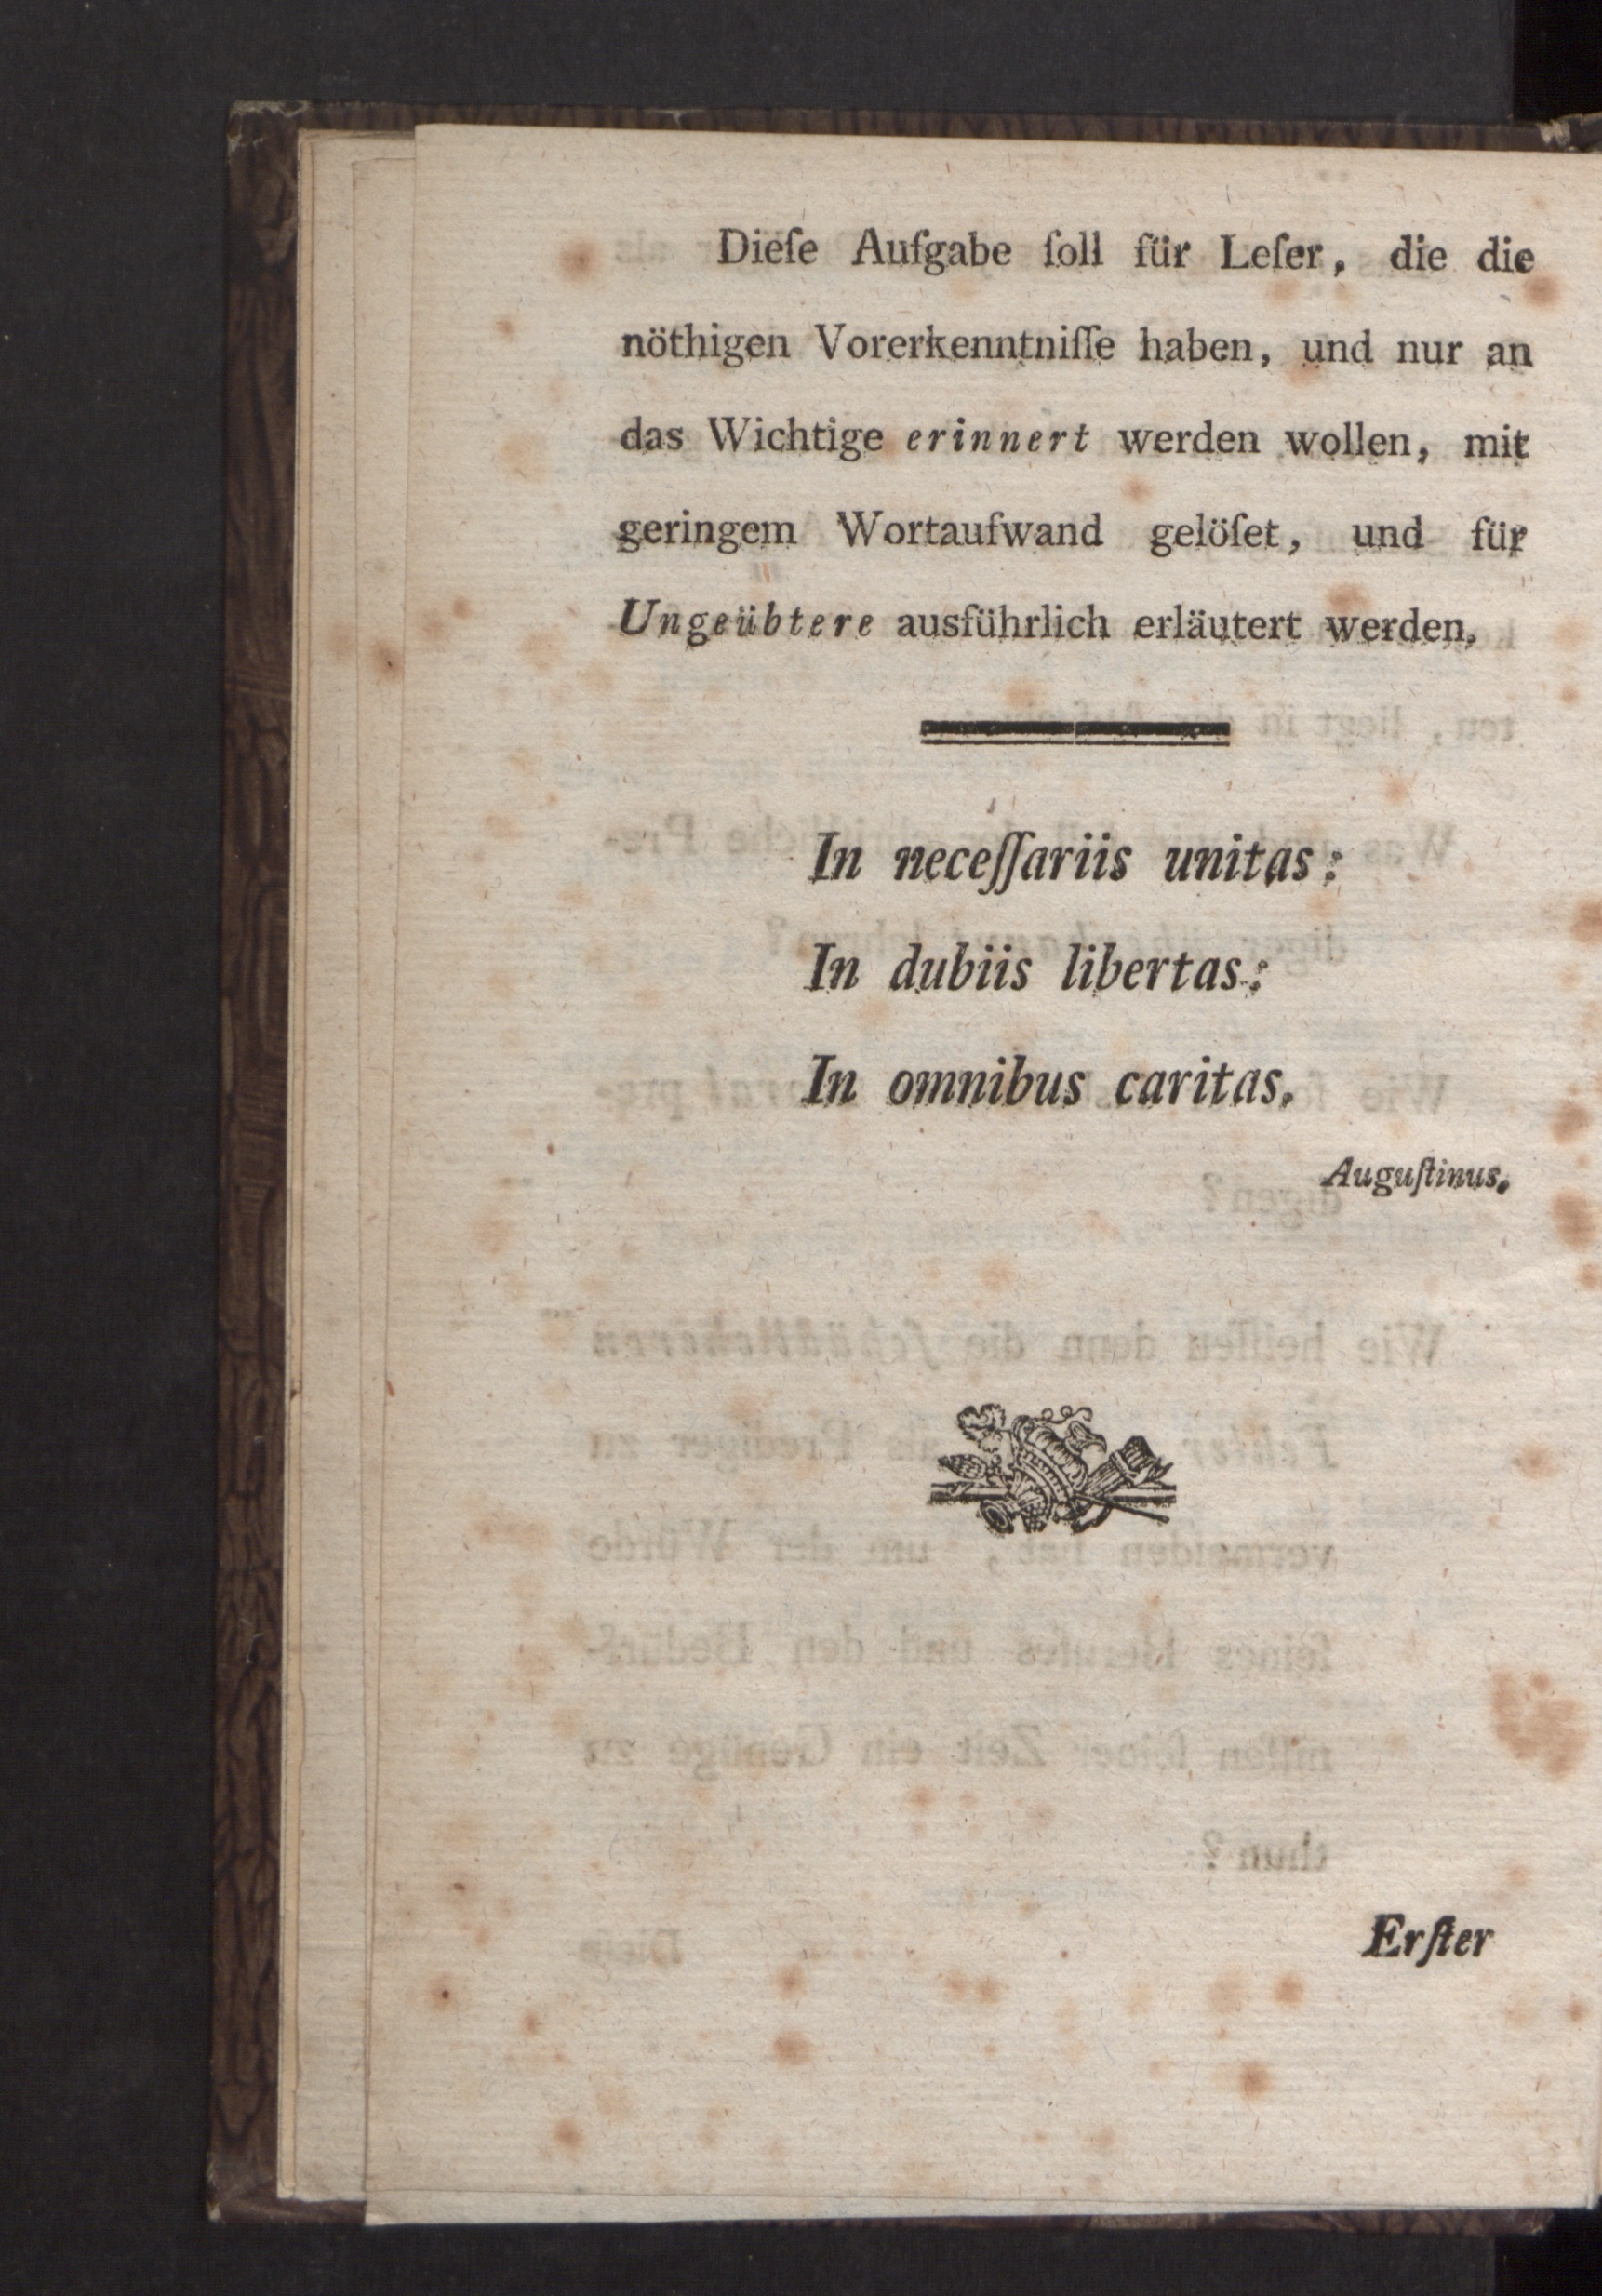 Dieſe Aufgabe ſoll für Leſer, die die
nöthigen Vorerkenntniſſe haben, und nur an
das Wichtige erinnert werden wollen, mit
geringem Wortaufwand gelöſet, und für
Ungeübtere ausführlich erläutert werden.
In neceſſariis unitas:
In dubiis libertas:
In omnibus caritas.
Auguſtinus.
Erſter